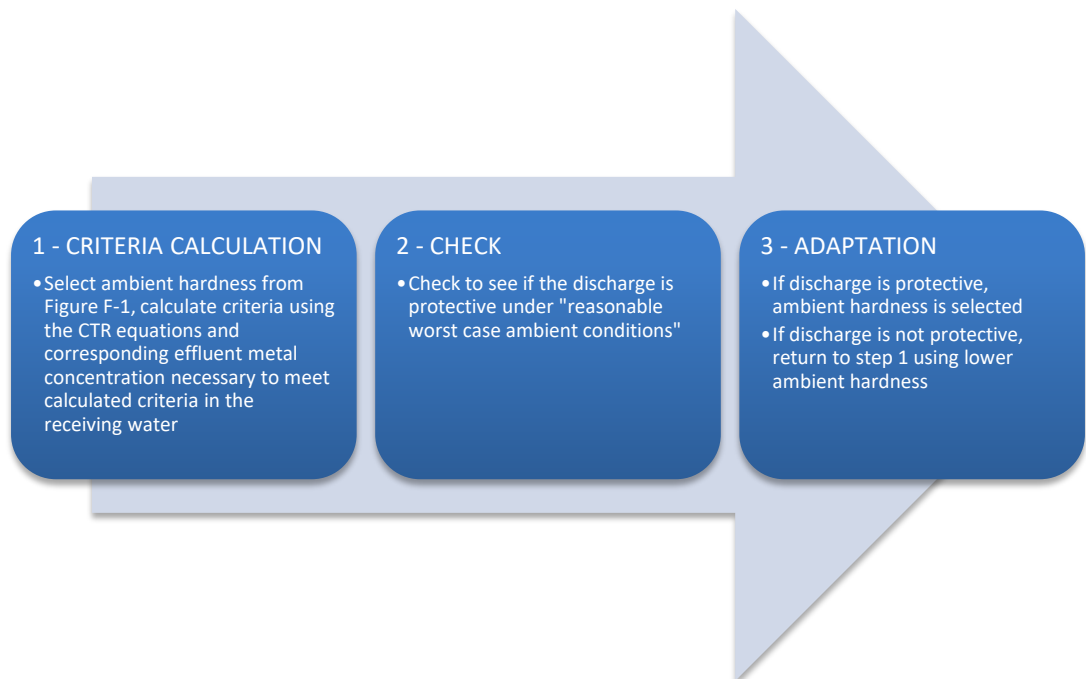 1 - CRITERIA CALCULATION
•Select ambient hardness from
Figure F-1, calculate criteria using
the CTR equations and
corresponding effluent metal
concentration necessary to meet
calculated criteria in the
receiving water
2 - CHECK
•Check to see if the discharge is
protective under "reasonable
worst case ambient conditions"
3 - ADAPTATION
•If discharge is protective,
ambient hardness is selected
•If discharge is not protective,
return to step 1 using lower
ambient hardness